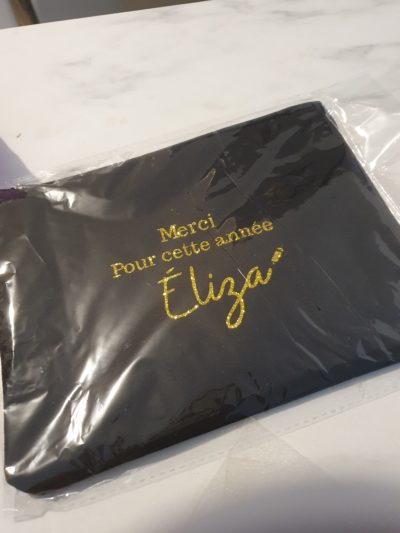 Merci
Pour cette année
Éliza